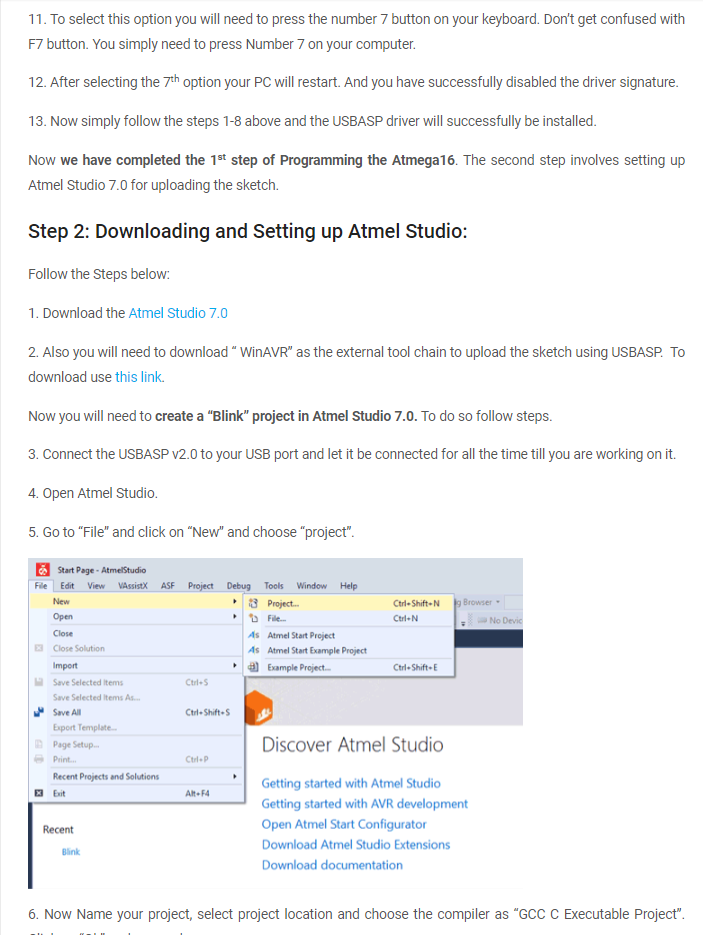 11. To select this option you will need to press the number 7 button on your keyboard. Don't get confused with
F7 button. You simply need to press Number 7 on your computer.
12. After selecting the 7th option your PC will restart. And you have successfully disabled the driver signature.
13. Now simply follow the steps 1-8 above and the USBASP driver will successfully be installed.
Now we have completed the 1st step of Programming the Atmega16. The second step involves setting up
Atmel Studio 7.0 for uploading the sketch.
Step 2: Downloading and Setting up Atmel Studio:
Follow the Steps below:
1. Download the Atmel Studio 7.0
2. Also you will need to download “ WinAVR” as the external tool chain to upload the sketch using USBASP. To
download use this link.
Now you will need to create a “Blink” project in Atmel Studio 7.0. To do so follow steps.
3. Connect the USBASP v2.0 to your USB port and let it be connected for all the time till you are working on it.
4. Open Atmel Studio.
5. Go to “File” and click on “New” and choose “project”.
Start Page - AtmelStudio
File Edit View VAssistX ASF Project Debug Tools Window Help
New
Open
Close
Close Solution
Import
Save Selected Items Ctrl+S
Save Selected Items As...
Save All Ctrl+Shift+S
Export Template...
Page Setup...
Print... Ctrl+P
Recent Projects and Solutions
Exit Alt+F4
Project... Ctrl+Shift+N
File... Ctrl+N
Atmel Start Project
Atmel Start Example Project
Example Project... Ctrl+Shift+E
g Browser
No Devic
Discover Atmel Studio
Getting started with Atmel Studio
Getting started with AVR development
Open Atmel Start Configurator
Download Atmel Studio Extensions
Download documentation
Recent
Blink
6. Now Name your project, select project location and choose the compiler as “GCC C Executable Project”.